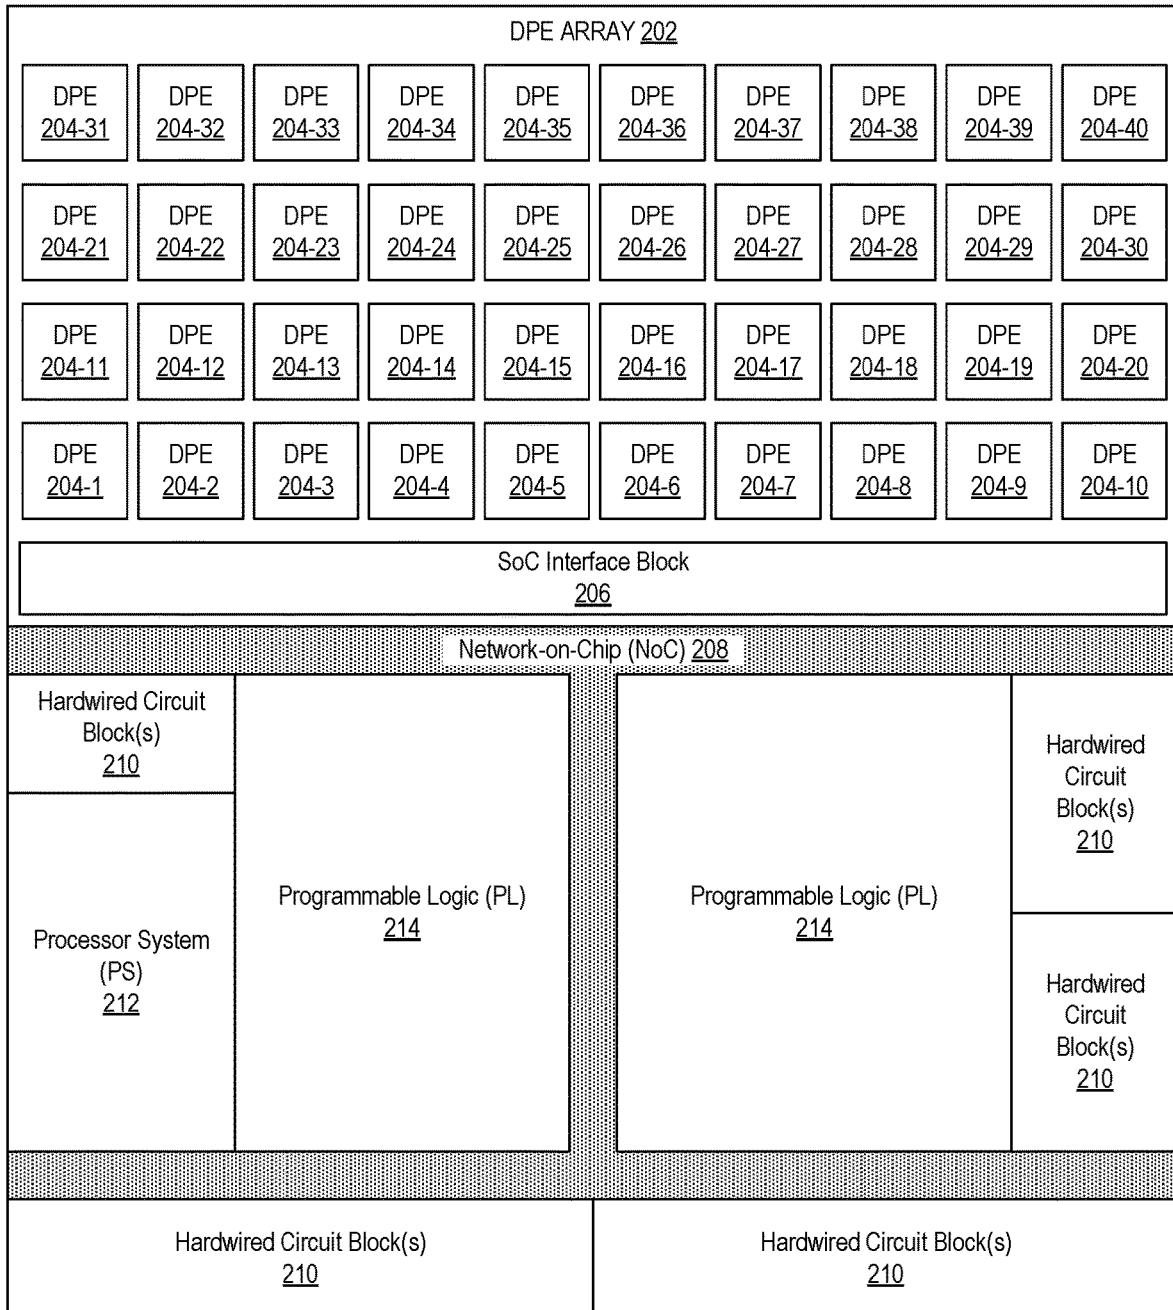 DPE ARRAY 202
DPE DPE DPE DPE DPE DPE DPE DPE DPE DPE
204-31 204-32 204-33 204-34 204-35 204-36 204-37 204-38 204-39 204-40
DPE DPE DPE DPE DPE DPE DPE DPE DPE DPE
204-21 204-22 204-23 204-24 204-25 204-26 204-27 204-28 204-29 204-30
DPE DPE DPE DPE DPE DPE DPE DPE DPE DPE
204-11 204-12 204-13 204-14 204-15 204-16 204-17 204-18 204-19 204-20
DPE DPE DPE DPE DPE DPE DPE DPE DPE DPE
204-1 204-2 204-3 204-4 204-5 204-6 204-7 204-8 204-9 204-10
SoC Interface Block
206
Network-on-Chip (NoC) 208
Hardwired Circuit
Block(s)
210
Processor System
(PS)
212
Programmable Logic (PL)
214
Programmable Logic (PL)
214
Hardwired
Circuit
Block(s)
210
Hardwired
Circuit
Block(s)
210
Hardwired Circuit Block(s)
210
Hardwired Circuit Block(s)
210